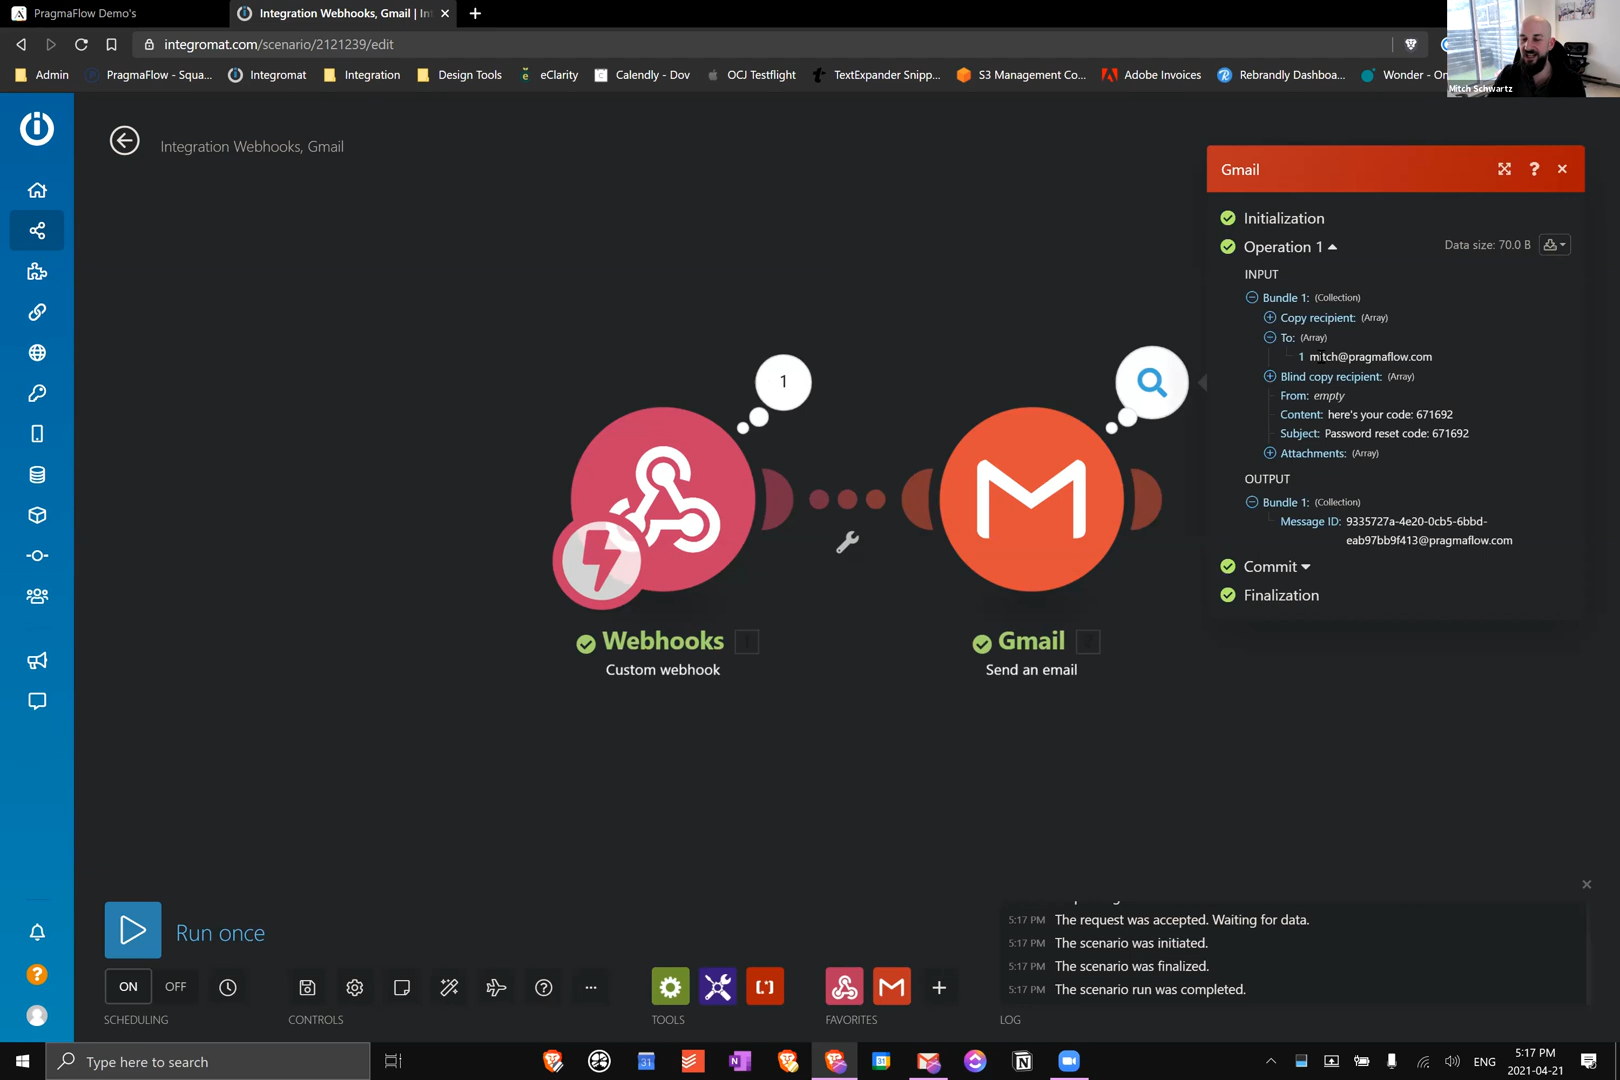 PragmaFlow Demo's
Integration Webhooks, Gmail | In
integromat.com/scenario/2121239/edit
Admin
PragmaFlow - Squa...
Integromat
Integration
Design Tools
eClarity
Calendly - Dov
OCJ Testflight
TextExpander Snipp...
S3 Management Co...
Adobe Invoices
Rebrandly Dashboa...
Wonder - On
Mitch Schwartz
Integration Webhooks, Gmail
Gmail
Initialization
Operation 1
Data size: 70.0 B
INPUT
Bundle 1: (Collection)
Copy recipient: (Array)
To: (Array)
1 mitch@pragmaflow.com
Blind copy recipient: (Array)
From: empty
Content: here's your code: 671692
Subject: Password reset code: 671692
Attachments: (Array)
OUTPUT
Bundle 1: (Collection)
Message ID: 9335727a-4e20-0cb5-6bbd-
eab97bb9f413@pragmaflow.com
Commit
Finalization
1
Webhooks
Custom webhook
Gmail
Send an email
Run once
ON OFF
SCHEDULING
CONTROLS
TOOLS
FAVORITES
LOG
5:17 PM The request was accepted. Waiting for data.
5:17 PM The scenario was initiated.
5:17 PM The scenario was finalized.
5:17 PM The scenario run was completed.
Type here to search
31
ENG
5:17 PM
2021-04-21